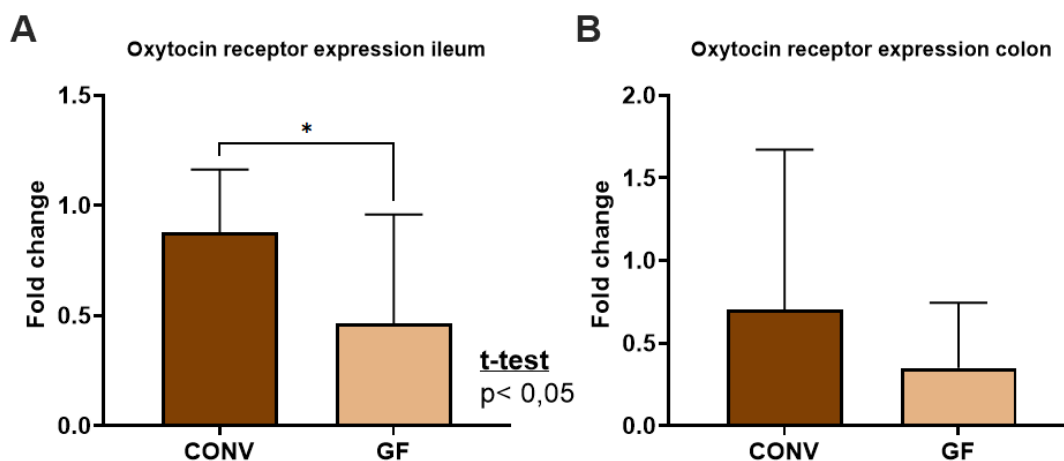 A
Oxytocin receptor expression ileum
Fold change
1.5
1.0
0.5
0.0
*
CONV
GF
t-test
p< 0,05
B
Oxytocin receptor expression colon
Fold change
2.0
1.5
1.0
0.5
0.0
CONV
GF